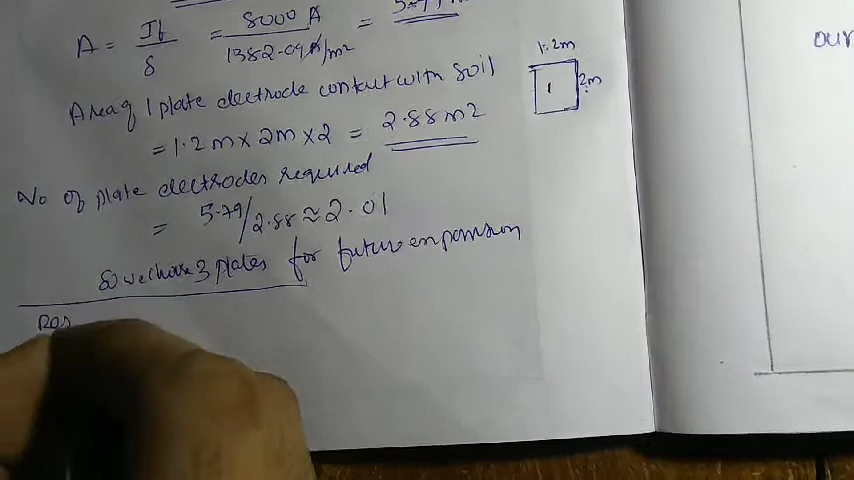 A = If/δ = 8000 A / 1382.09 A/m² =
Area of 1 plate electrode contact with soil
= 1.2m × 2m × 2 = 2.88 m2
1.2m
2m
1
No of plate electrodes required
= 5.79/2.88 ≈ 2.01
So we choose 3 plates for future expansion
our